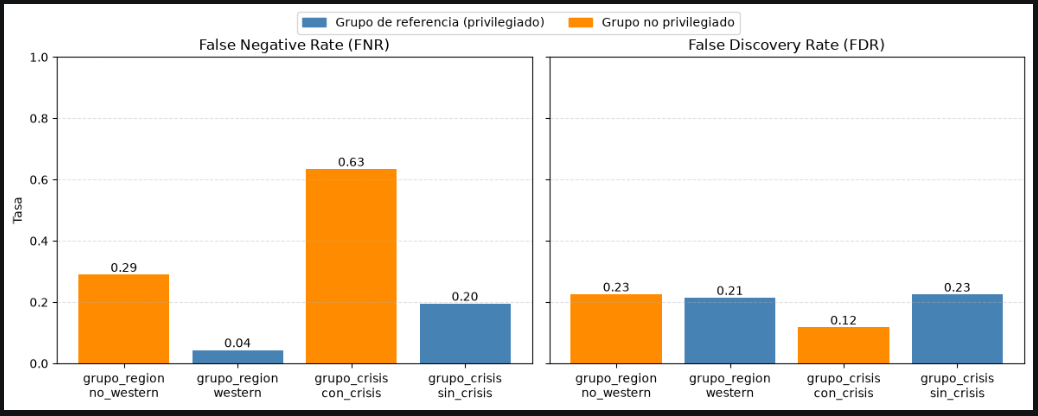 Grupo de referencia (privilegiado) Grupo no privilegiado
False Negative Rate (FNR)
False Discovery Rate (FDR)
Tasa
1.0
0.8
0.6
0.4
0.2
0.0
0.29
0.04
0.63
0.20
0.23
0.21
0.12
0.23
grupo_region
no_western
grupo_region
western
grupo_crisis
con_crisis
grupo_crisis
sin_crisis
grupo_region
no_western
grupo_region
western
grupo_crisis
con_crisis
grupo_crisis
sin_crisis